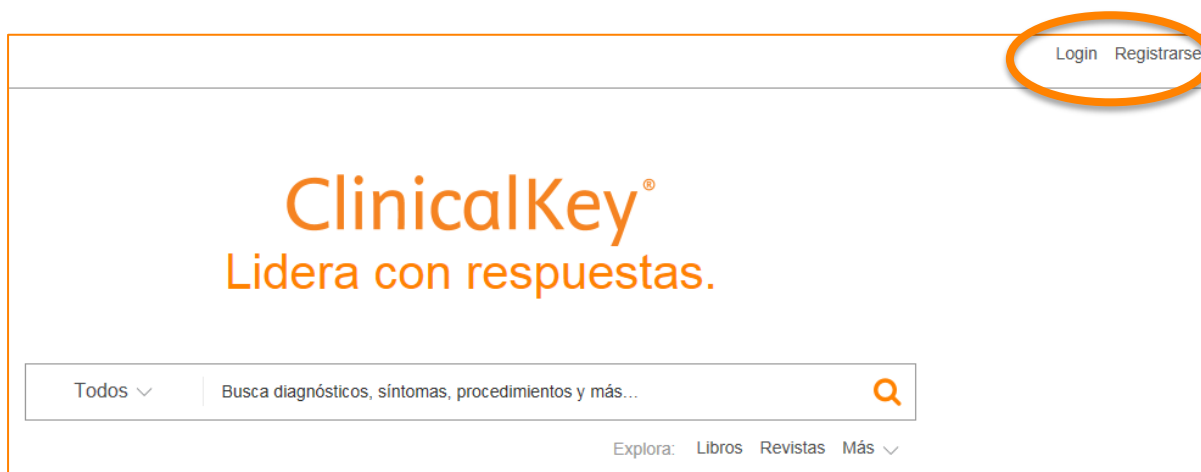 Login Registrarse
ClinicalKey®
Lidera con respuestas.
Todos Busca diagnósticos, síntomas, procedimientos y más...
Explora: Libros Revistas Más